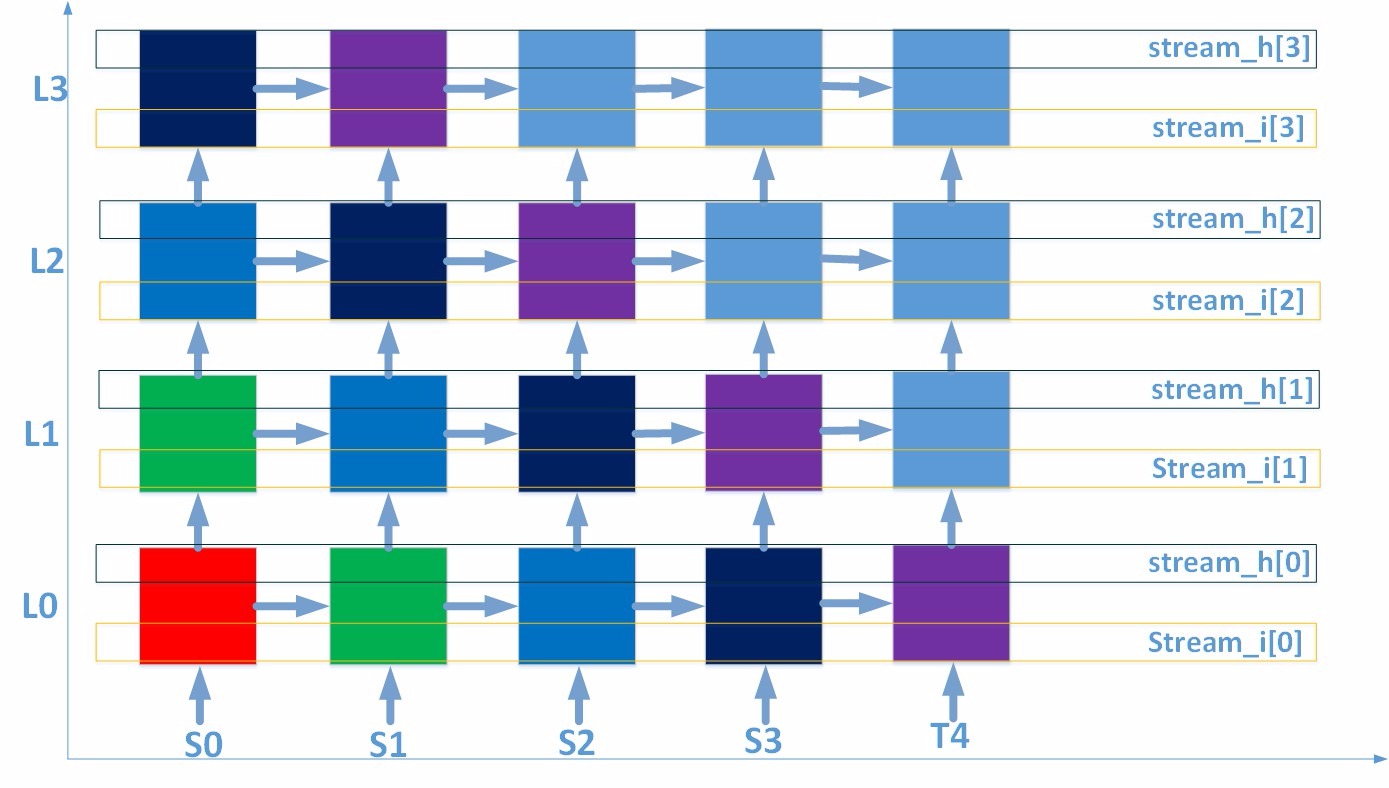 stream_h[3]
L3
stream_i[3]
stream_h[2]
L2
stream_i[2]
stream_h[1]
L1
Stream_i[1]
stream_h[0]
L0
Stream_i[0]
S0 S1 S2 S3 T4